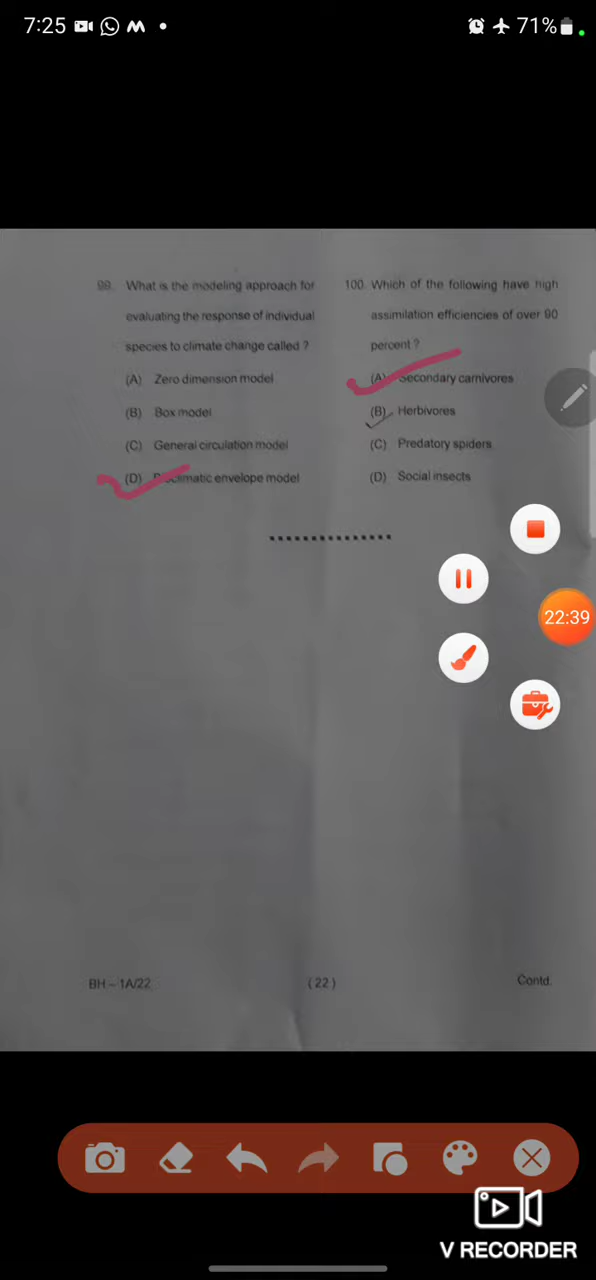 7:25
71%
99. What is the modeling approach for
evaluating the response of individual
species to climate change called ?
(A) Zero dimension model
(B) Box model
(C) General circulation model
(D) envelope model
100. Which of the following have high
assimilation efficiencies of over 90
percent ?
(A) Secondary carnivores
(B) Herbivores
(C) Predatory spiders
(D) Social insects
22:39
BH – 1A/22
( 22 )
Contd.
V RECORDER